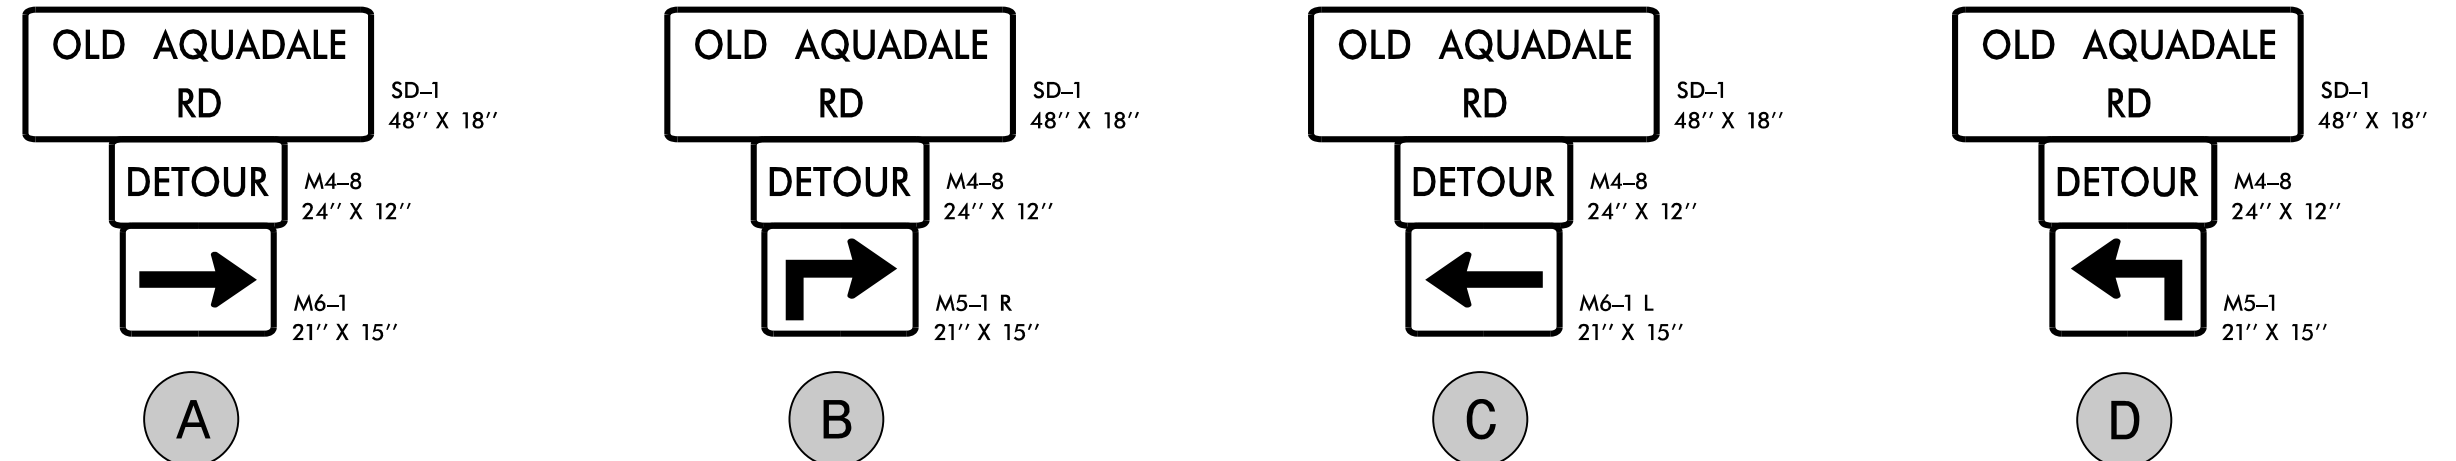 OLD AQUADALE
RD
SD–1
48′′ X 18′′
DETOUR
M4–8
24′′ X 12′′
M6–1
21′′ X 15′′
A
OLD AQUADALE
RD
SD–1
48′′ X 18′′
DETOUR
M4–8
24′′ X 12′′
M5–1 R
21′′ X 15′′
B
OLD AQUADALE
RD
SD–1
48′′ X 18′′
DETOUR
M4–8
24′′ X 12′′
M6–1 L
21′′ X 15′′
C
OLD AQUADALE
RD
SD–1
48′′ X 18′′
DETOUR
M4–8
24′′ X 12′′
M5–1
21′′ X 15′′
D